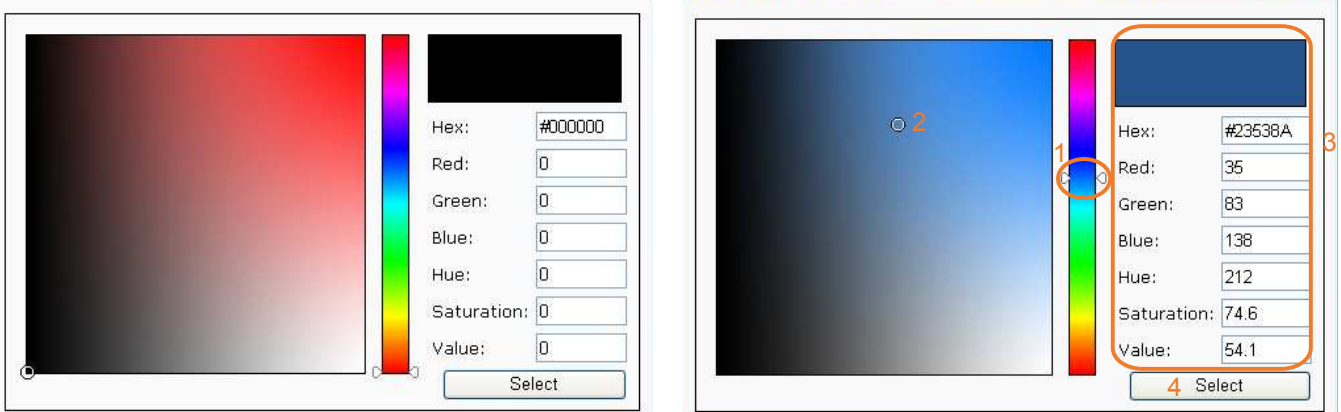 Hex: #000000
Red: 0
Green: 0
Blue: 0
Hue: 0
Saturation: 0
Value: 0
Select
1
2
3
Hex: #23538A
Red: 35
Green: 83
Blue: 138
Hue: 212
Saturation: 74.6
Value: 54.1
4 Select